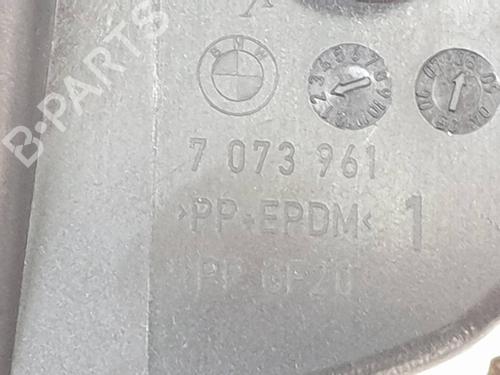 B-PARTS
BMW
7 073 961
>PP+EPDM< 1
PP GF20